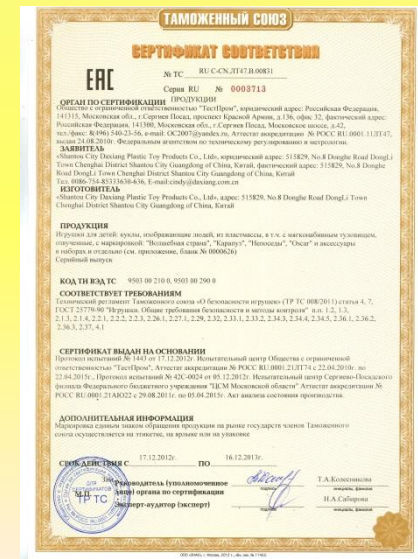 ТАМОЖЕННЫЙ СОЮЗ
СЕРТИФИКАТ СООТВЕТСТВИЯ
ЕАС
№ ТС RU C-CN.ЛТ47.В.00831
Серия RU № 0003713
ОРГАН ПО СЕРТИФИКАЦИИ ПРОДУКЦИИ
Общество с ограниченной ответственностью "ТестПром", юридический адрес: Российская Федерация,
141315, Московская обл., г.Сергиев Посад, проспект Красной Армии, д.136, офис 32, фактический адрес:
Российская Федерация, 141300, Московская обл., г.Сергиев Посад, Московское шоссе, д.42,
тел./факс: 8(496) 540-23-56, e-mail: ОС2007@yandex.ru, Аттестат аккредитации № РОСС RU.0001.11ЛТ47,
выдан 24.08.2010г. Федеральным агентством по техническому регулированию и метрологии.
ЗАЯВИТЕЛЬ
«Shantou City Daxiang Plastic Toy Products Co., Ltd», юридический адрес: 515829, No.8 Donghe Road DongLi
Town Chenghai District Shantou City Guangdong of China, Китай, фактический адрес: 515829, No.8 Donghe
Road DongLi Town Chenghai District Shantou City Guangdong of China, Китай
Тел. 0086-754-85333630-636, E-mail:cindy@daxiang.com.cn
ИЗГОТОВИТЕЛЬ
«Shantou City Daxiang Plastic Toy Products Co., Ltd», адрес: 515829, No.8 Donghe Road DongLi Town
Chenghai District Shantou City Guangdong of China, Китай
ПРОДУКЦИЯ
Игрушки для детей: куклы, изображающие людей, из пластмассы, в т.ч. с мягконабивным туловищем,
озвученные, с маркировкой: "Волшебная страна", "Карапуз", "Непоседы", "Oscar" и аксессуары
в наборах и отдельно (см. приложение, бланк № 0000626)
Серийный выпуск
КОД ТН ВЭД ТС 9503 00 210 0, 9503 00 290 0
СООТВЕТСТВУЕТ ТРЕБОВАНИЯМ
Технический регламент Таможенного союза «О безопасности игрушек» (ТР ТС 008/2011) статья 4, 7,
ГОСТ 25779-90 "Игрушки. Общие требования безопасности и методы контроля" п.п. 1.2, 1.3,
2.1.3, 2.1.4, 2.2.1, 2.2.2, 2.2.3, 2.26.1, 2.27.1, 2.29, 2.32, 2.33.1, 2.33.2, 2.34.3, 2.34.4, 2.34.5, 2.36.1, 2.36.2,
2.36.3, 2.37, 4.1
СЕРТИФИКАТ ВЫДАН НА ОСНОВАНИИ
Протокол испытаний № 1443 от 17.12.2012г. Испытательный центр Общества с ограниченной
ответственностью "ТестПром", Аттестат аккредитации № РОСС RU.0001.21ЛТ74 с 22.04.2010г. по
22.04.2015г., Протокол испытаний № 42С-0024 от 05.12.2012г. Испытательный центр Сергиево-Посадского
филиала Федерального бюджетного учреждения "ЦСМ Московской области" Аттестат аккредитации №
РОСС RU.0001.21АЮ22 с 29.08.2011г. по 05.04.2015г. Акт анализа состояния производства.
ДОПОЛНИТЕЛЬНАЯ ИНФОРМАЦИЯ
Маркировка единым знаком обращения продукции на рынке государств членов Таможенного
союза осуществляется на этикетке, на ярлыке или на упаковке
СРОК ДЕЙСТВИЯ С 17.12.2012г. ПО 16.12.2013г.
Руководитель (уполномоченное
лицо) органа по сертификации
Т.А.Колесникова
М.П.
ТР ТС
Эксперт-аудитор (эксперт)
Н.А.Сабирова